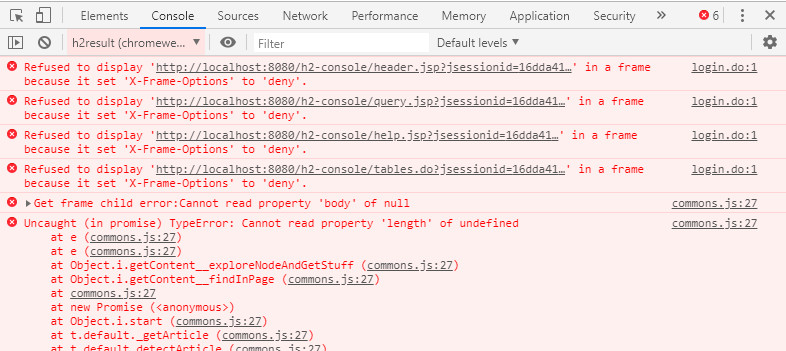 Elements Console Sources Network Performance Memory Application Security » 6
h2result (chromewe… Filter Default levels
Refused to display 'http://localhost:8080/h2-console/header.jsp?jsessionid=16dda41…' in a frame login.do:1
because it set 'X-Frame-Options' to 'deny'.
Refused to display 'http://localhost:8080/h2-console/query.jsp?jsessionid=16dda41…' in a frame login.do:1
because it set 'X-Frame-Options' to 'deny'.
Refused to display 'http://localhost:8080/h2-console/help.jsp?jsessionid=16dda41…' in a frame login.do:1
because it set 'X-Frame-Options' to 'deny'.
Refused to display 'http://localhost:8080/h2-console/tables.do?jsessionid=16dda41…' in a frame login.do:1
because it set 'X-Frame-Options' to 'deny'.
Get frame child error:Cannot read property 'body' of null commons.js:27
Uncaught (in promise) TypeError: Cannot read property 'length' of undefined commons.js:27
at e (commons.js:27)
at e (commons.js:27)
at Object.i.getContent__exploreNodeAndGetStuff (commons.js:27)
at Object.i.getContent__findInPage (commons.js:27)
at commons.js:27
at new Promise (<anonymous>)
at Object.i.start (commons.js:27)
at t.default._getArticle (commons.js:27)
at t.default.detectArticle (commons.js:27)